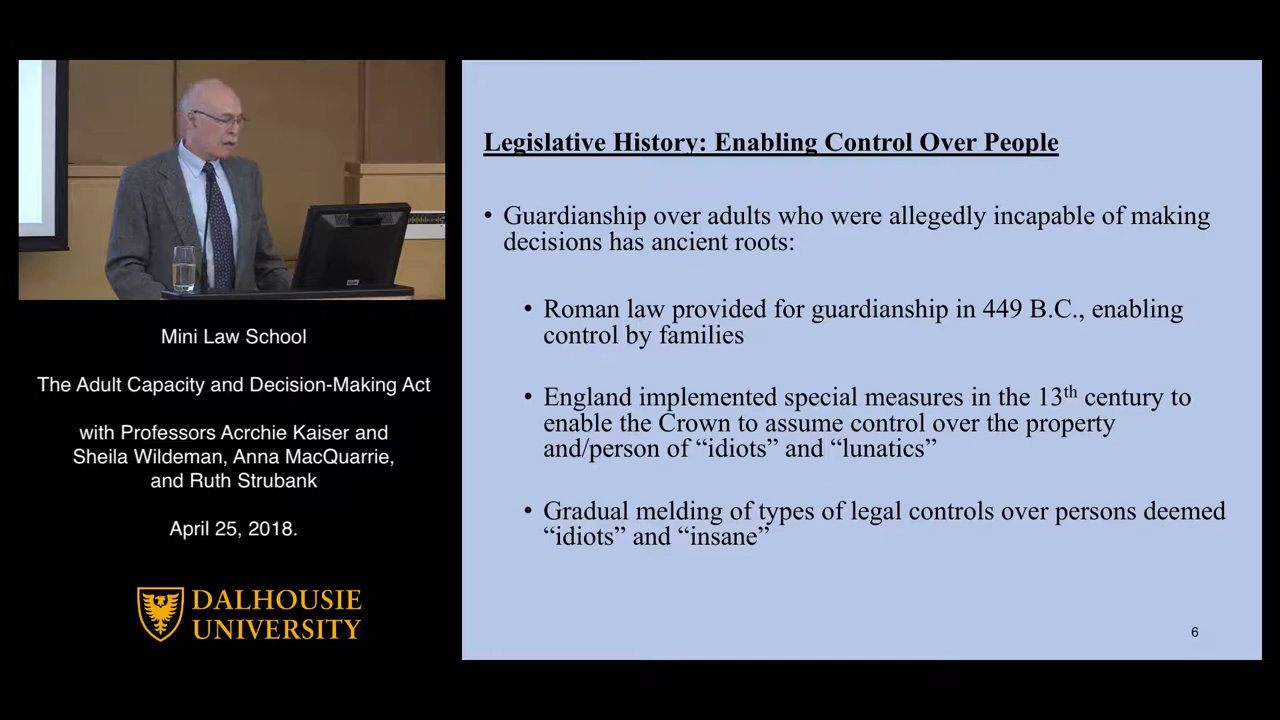 Mini Law School
The Adult Capacity and Decision-Making Act
with Professors Acrchie Kaiser and
Sheila Wildeman, Anna MacQuarrie,
and Ruth Strubank
April 25, 2018.
DALHOUSIE
UNIVERSITY
Legislative History: Enabling Control Over People
• Guardianship over adults who were allegedly incapable of making
decisions has ancient roots:
• Roman law provided for guardianship in 449 B.C., enabling
control by families
• England implemented special measures in the 13th century to
enable the Crown to assume control over the property
and/person of “idiots” and “lunatics”
• Gradual melding of types of legal controls over persons deemed
“idiots” and “insane”
6